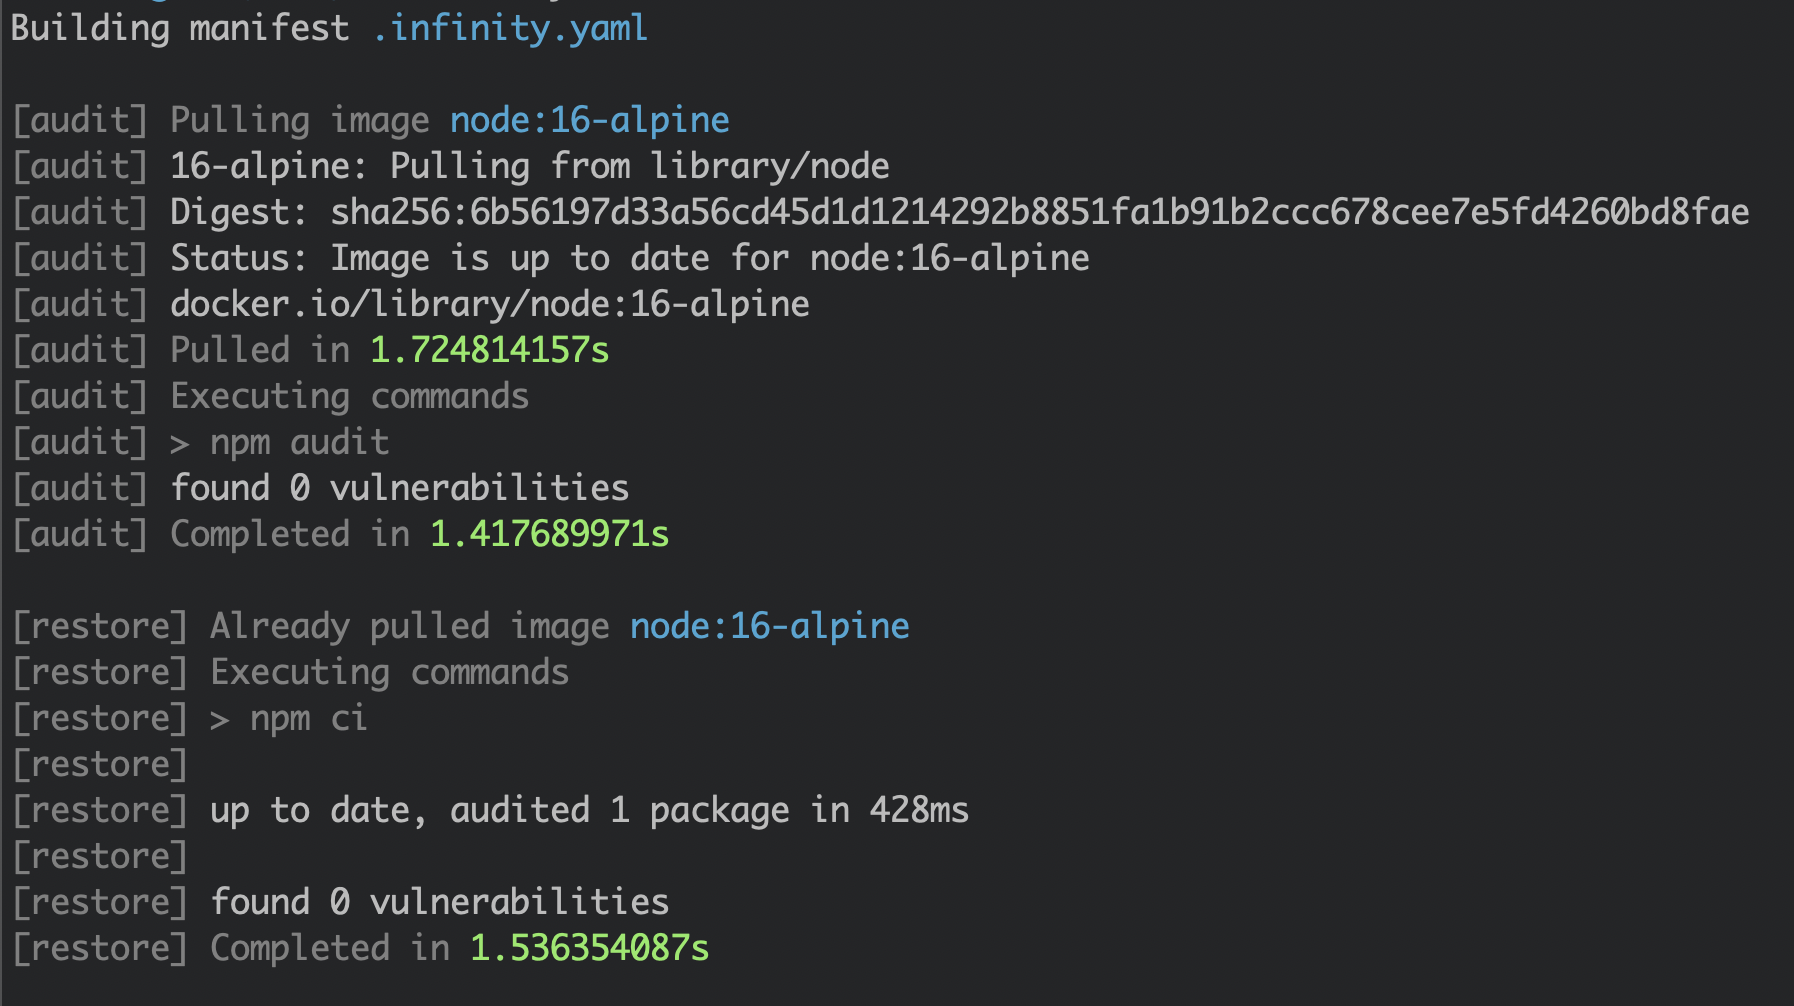 Building manifest .infinity.yaml
[audit] Pulling image node:16-alpine
[audit] 16-alpine: Pulling from library/node
[audit] Digest: sha256:6b56197d33a56cd45d1d1214292b8851fa1b91b2ccc678cee7e5fd4260bd8fae
[audit] Status: Image is up to date for node:16-alpine
[audit] docker.io/library/node:16-alpine
[audit] Pulled in 1.724814157s
[audit] Executing commands
[audit] > npm audit
[audit] found 0 vulnerabilities
[audit] Completed in 1.417689971s
[restore] Already pulled image node:16-alpine
[restore] Executing commands
[restore] > npm ci
[restore]
[restore] up to date, audited 1 package in 428ms
[restore]
[restore] found 0 vulnerabilities
[restore] Completed in 1.536354087s